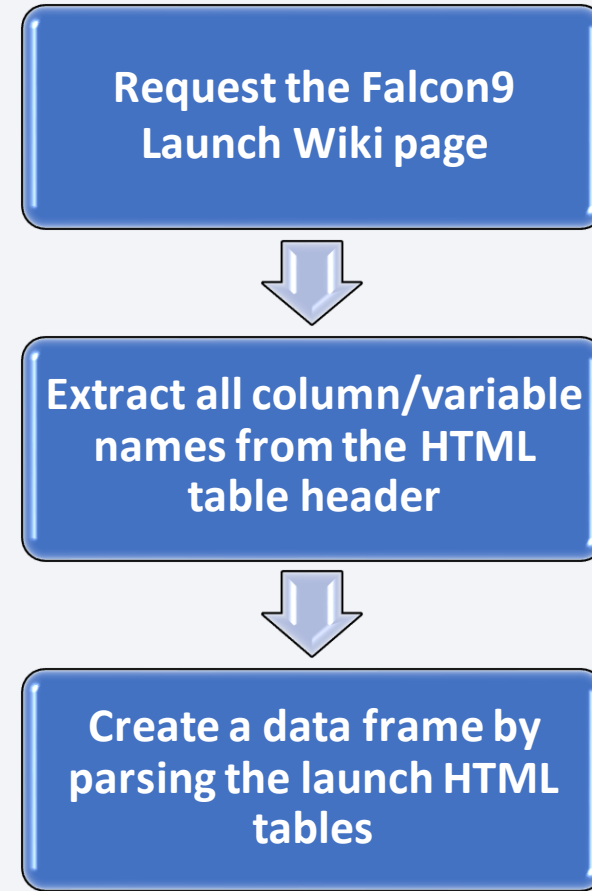 Request the Falcon9
Launch Wiki page
Extract all column/variable
names from the HTML
table header
Create a data frame by
parsing the launch HTML
tables